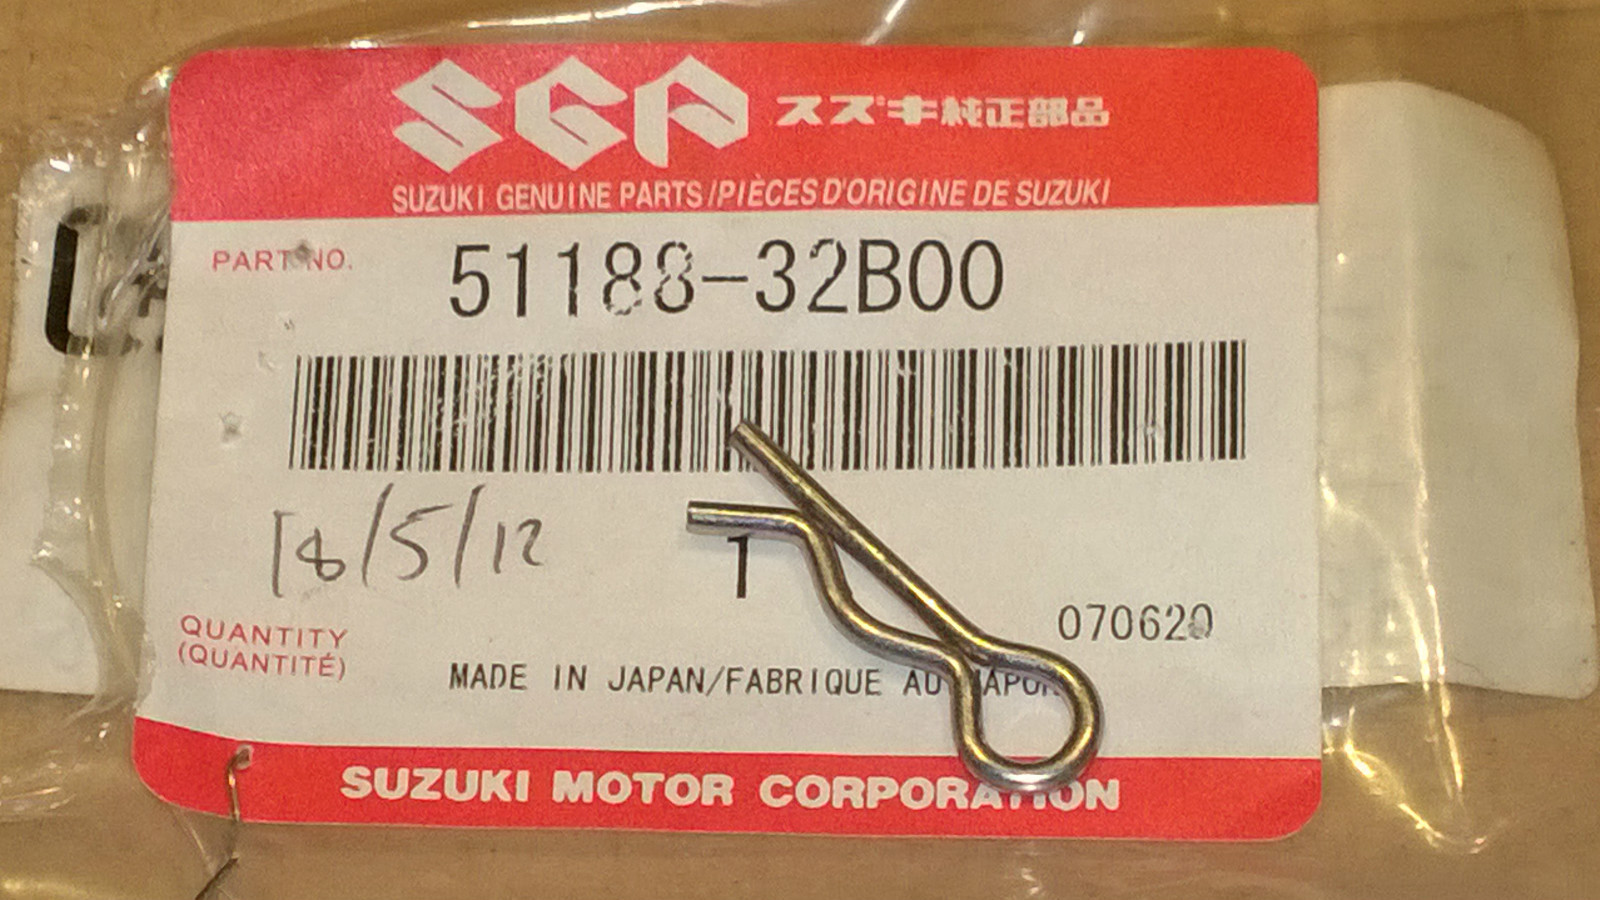 SGP スズキ純正部品
SUZUKI GENUINE PARTS/PIÈCES D'ORIGINE DE SUZUKI
PART NO. 51188-32B00
18/5/12
1
QUANTITY
(QUANTITÉ)
070620
MADE IN JAPAN/FABRIQUE AU JAPON
SUZUKI MOTOR CORPORATION